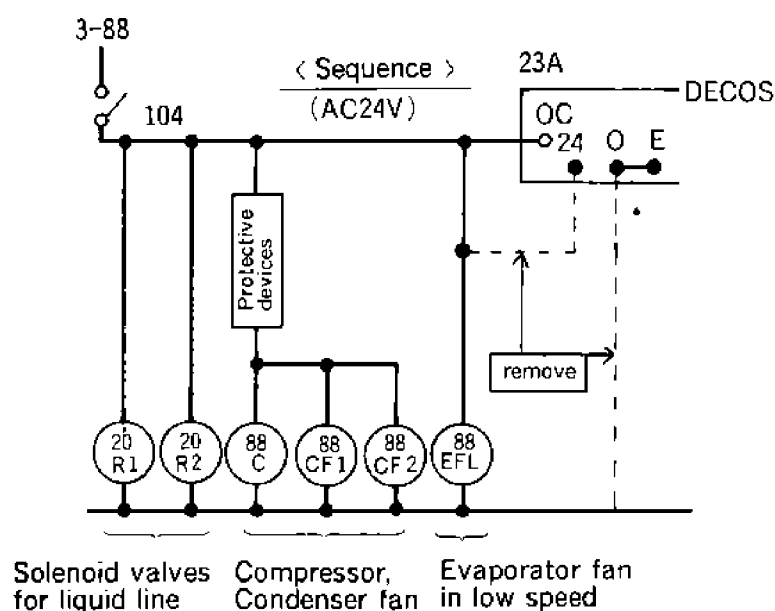 3-88
104
< Sequence >
(AC24V)
23A
DECOS
OC
24 O E
Protective
devices
remove
20
R1
20
R2
88
C
88
CF1
88
CF2
88
EFL
Solenoid valves
for liquid line
Compressor,
Condenser fan
Evaporator fan
in low speed